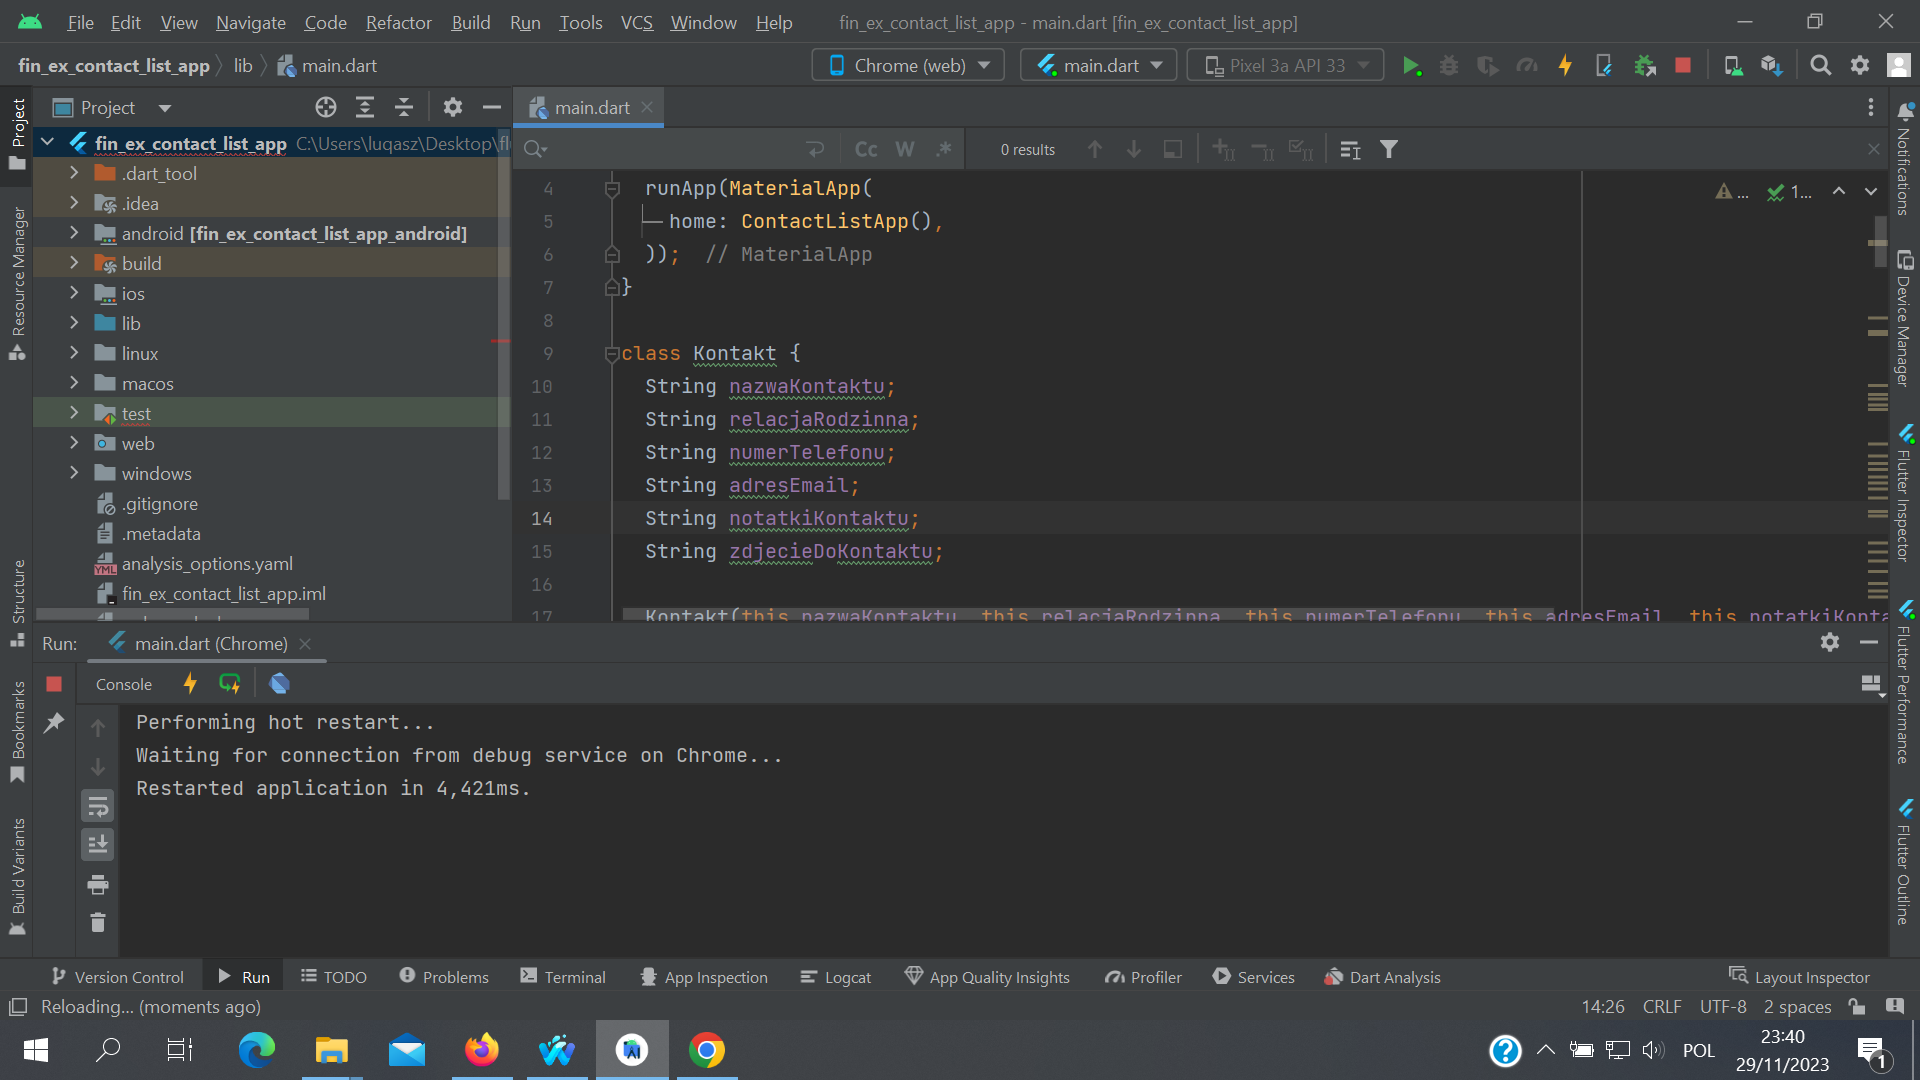 File Edit View Navigate Code Refactor Build Run Tools VCS Window Help fin_ex_contact_list_app - main.dart [fin_ex_contact_list_app]
fin_ex_contact_list_app lib main.dart Chrome (web) main.dart Pixel 3a API 33
Project
main.dart
fin_ex_contact_list_app C:\Users\luqasz\Desktop\fl
.dart_tool
.idea
android [fin_ex_contact_list_app_android]
build
ios
lib
linux
macos
test
web
windows
.gitignore
.metadata
analysis_options.yaml
fin_ex_contact_list_app.iml
Cc W .* 0 results
1...
4 runApp(MaterialApp(
5 home: ContactListApp(),
6 )); // MaterialApp
7 }
8
9 class Kontakt {
10 String nazwaKontaktu;
11 String relacjaRodzinna;
12 String numerTelefonu;
13 String adresEmail;
14 String notatkiKontaktu;
15 String zdjecieDoKontaktu;
16
17 Kontakt(this.nazwaKontaktu, this.relacjaRodzinna, this.numerTelefonu, this.adresEmail, this.notatkiKonta
Project
Resource Manager
Structure
Bookmarks
Build Variants
Notifications
Device Manager
Flutter Inspector
Flutter Performance
Flutter Outline
Run: main.dart (Chrome)
Console
Performing hot restart...
Waiting for connection from debug service on Chrome...
Restarted application in 4,421ms.
Version Control Run TODO Problems Terminal App Inspection Logcat App Quality Insights Profiler Services Dart Analysis Layout Inspector
Reloading... (moments ago) 14:26 CRLF UTF-8 2 spaces
POL
23:40
29/11/2023
1